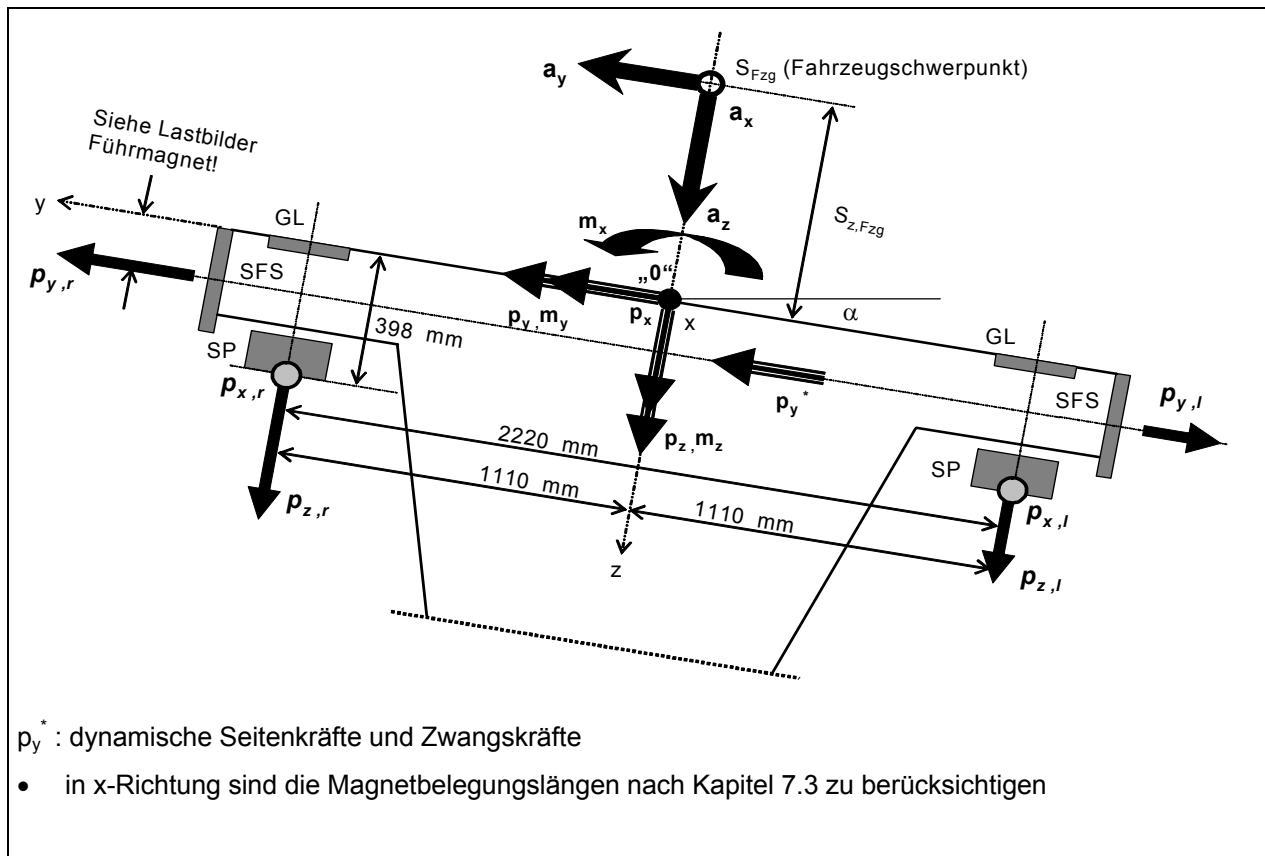 S_Fzg (Fahrzeugschwerpunkt)
a_y
a_x
Siehe Lastbilder
Führmagnet!
y
GL
m_x
a_z
S_z,Fzg
p_y,r
SFS
„0“
p_y,m_y
p_x
x
α
398 mm
GL
SP
p_x,r
p_y*
SFS
p_y,l
2220 mm
p_z,m_z
SP
1110 mm
1110 mm
p_z,r
p_x,l
z
p_z,l
p_y* : dynamische Seitenkräfte und Zwangskräfte
• in x-Richtung sind die Magnetbelegungslängen nach Kapitel 7.3 zu berücksichtigen